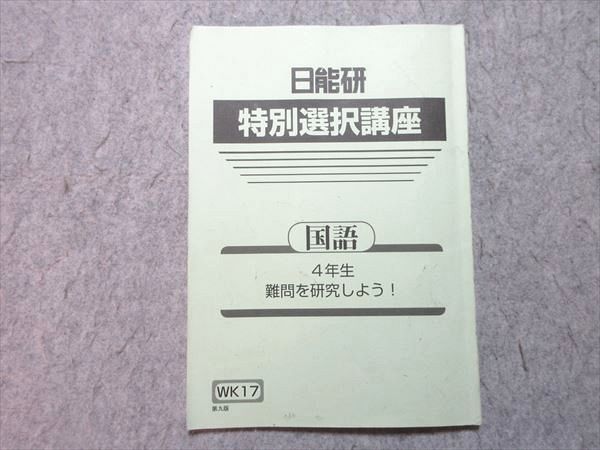 日能研
特別選択講座
国語
4年生
難問を研究しよう！
WK17
第九版